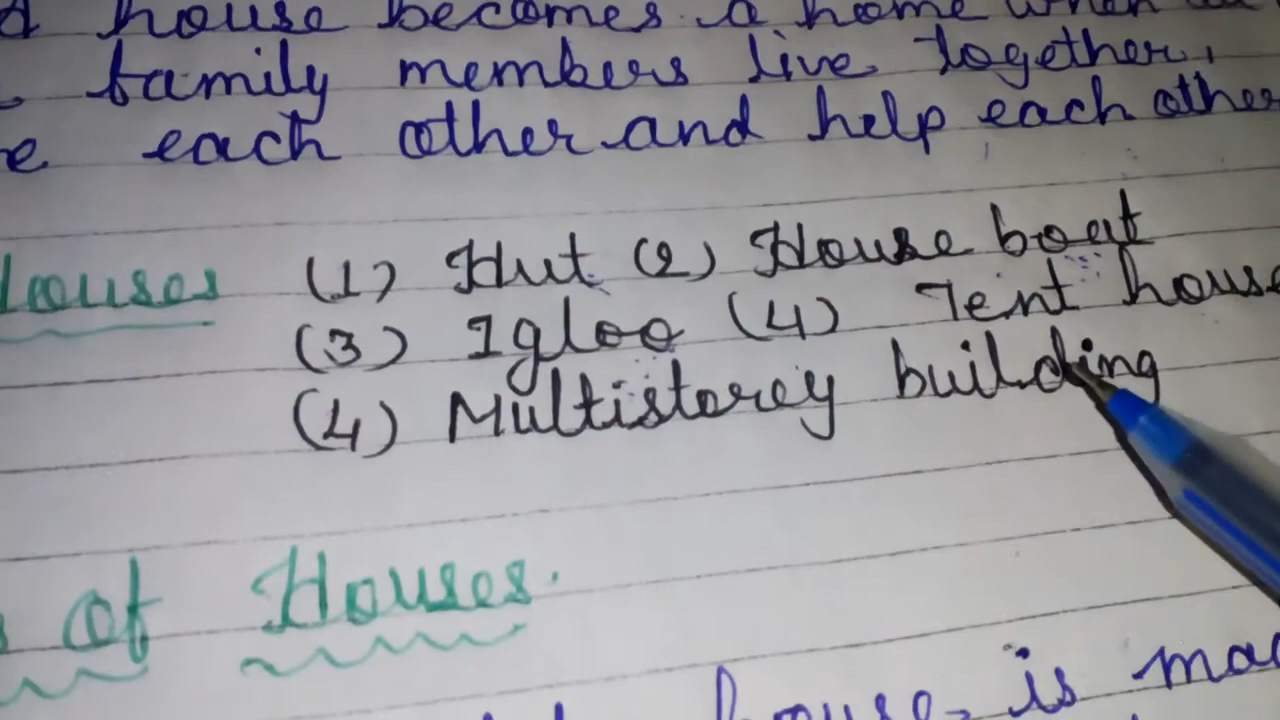 house becomes a home when
family members live together,
each other and help each other
Houses (1) Hut (2) House boat
(3) Igloo (4) Tent house
(4) Multistorey building
of Houses.
house is